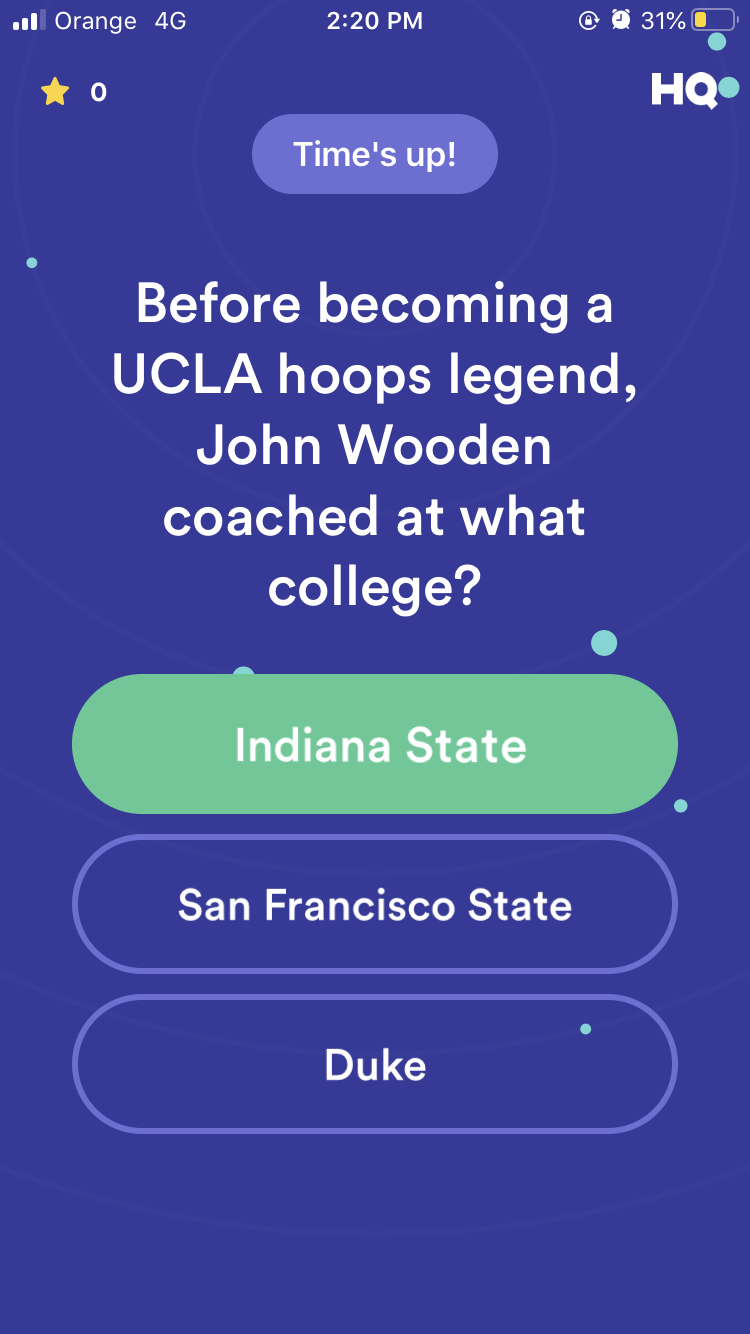 Orange 4G 2:20 PM 31%
0 HQ
Time's up!
Before becoming a
UCLA hoops legend,
John Wooden
coached at what
college?
Indiana State
San Francisco State
Duke